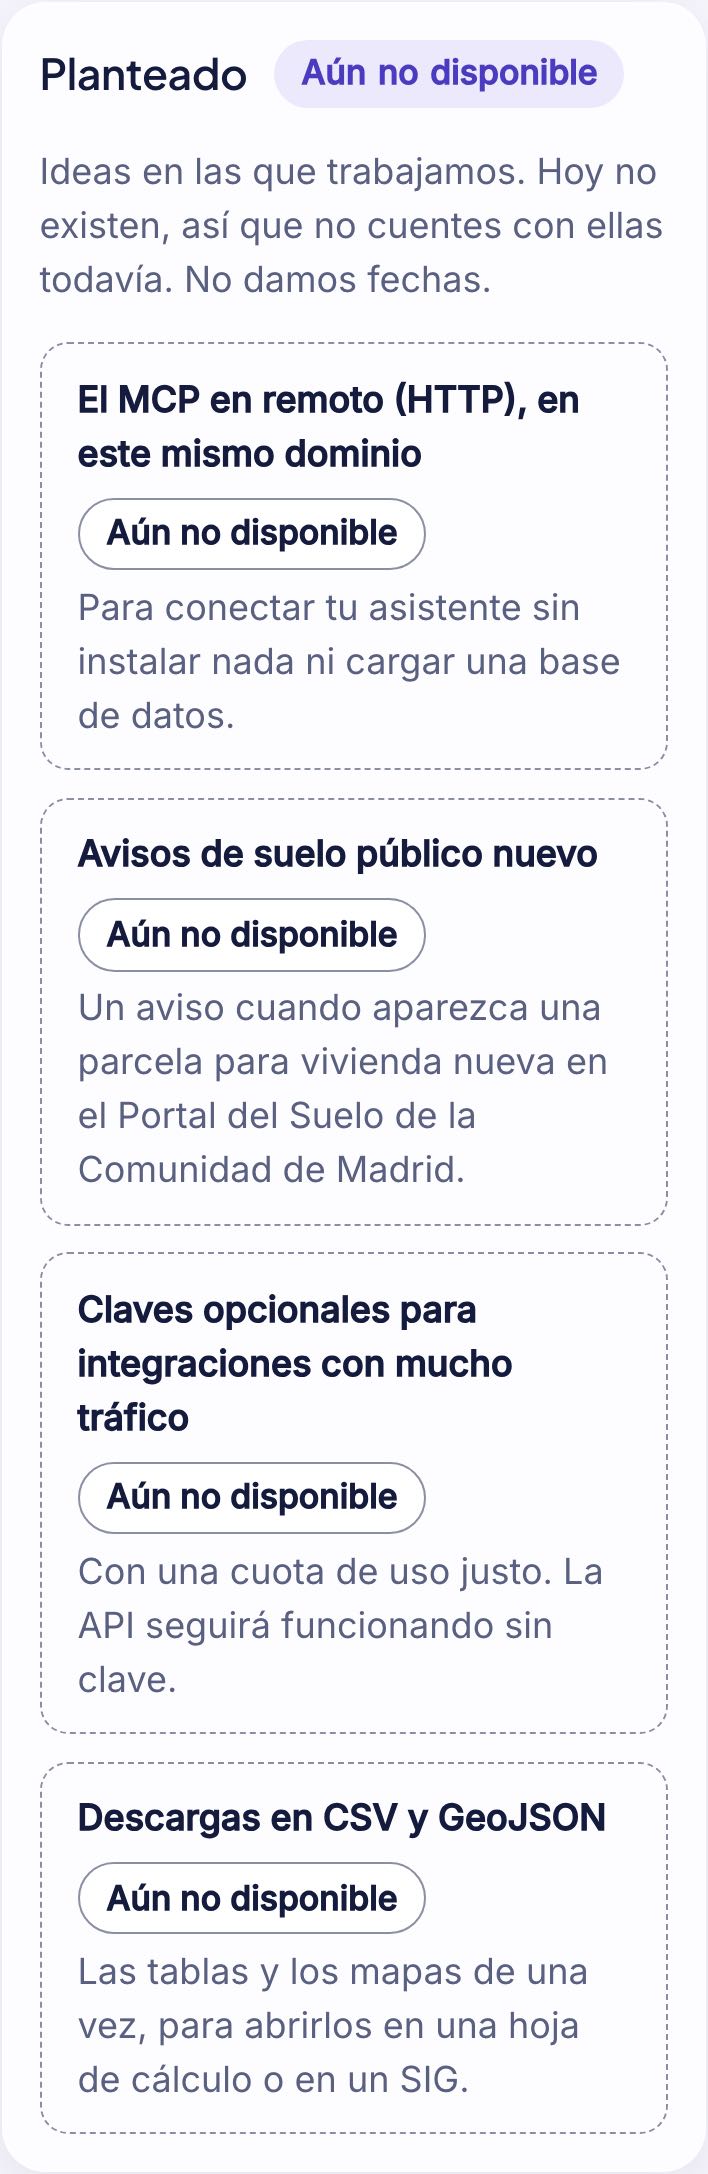 Planteado
Aún no disponible
Ideas en las que trabajamos. Hoy no
existen, así que no cuentes con ellas
todavía. No damos fechas.
El MCP en remoto (HTTP), en
este mismo dominio
Aún no disponible
Para conectar tu asistente sin
instalar nada ni cargar una base
de datos.
Avisos de suelo público nuevo
Aún no disponible
Un aviso cuando aparezca una
parcela para vivienda nueva en
el Portal del Suelo de la
Comunidad de Madrid.
Claves opcionales para
integraciones con mucho
tráfico
Aún no disponible
Con una cuota de uso justo. La
API seguirá funcionando sin
clave.
Descargas en CSV y GeoJSON
Aún no disponible
Las tablas y los mapas de una
vez, para abrirlos en una hoja
de cálculo o en un SIG.